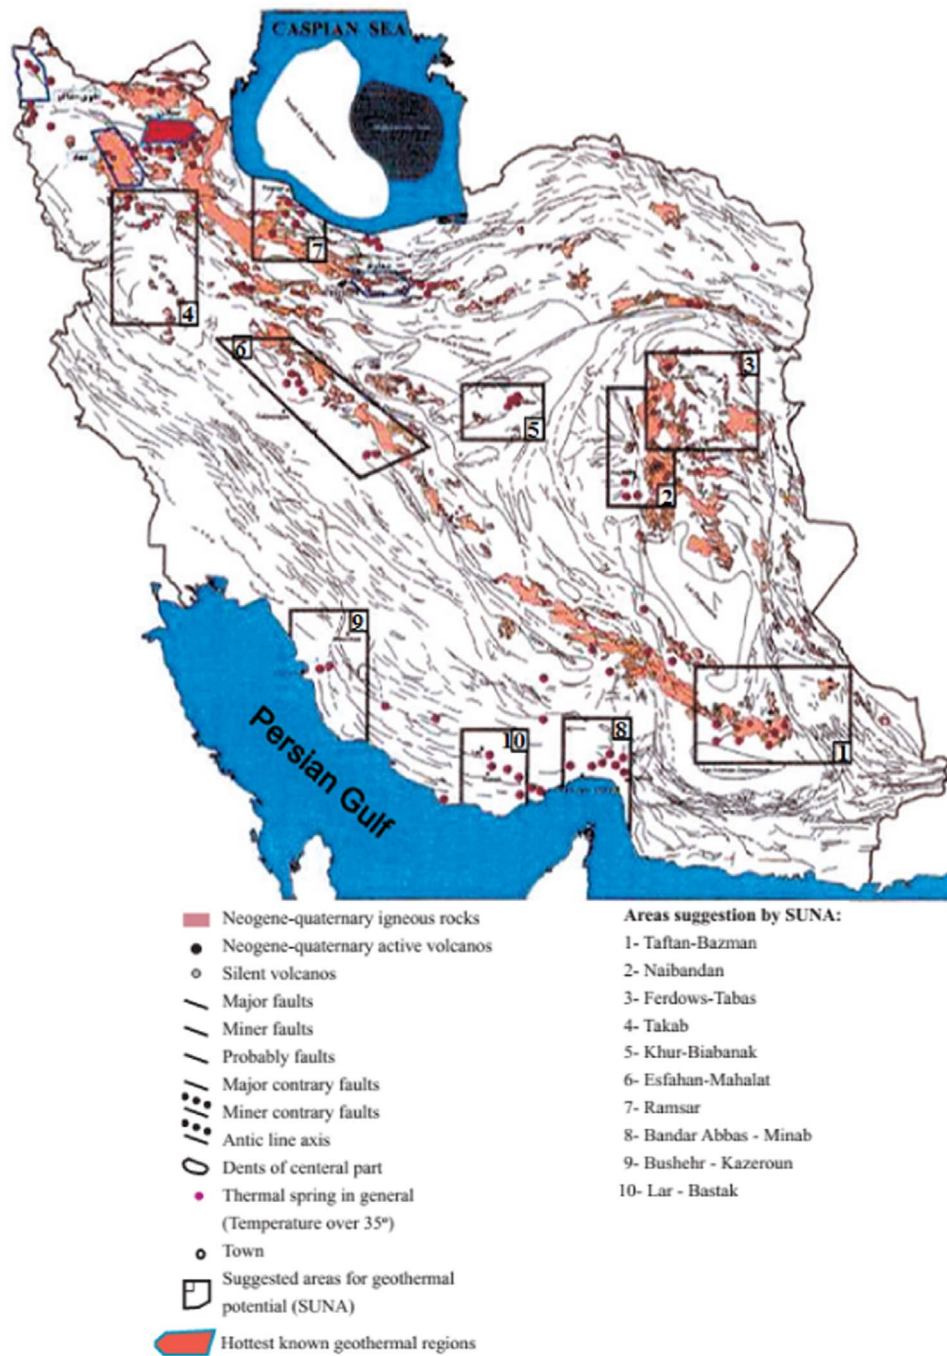 CASPIAN SEA
7
4
6
3
5
2
9
Persian Gulf
10
8
1
Neogene-quaternary igneous rocks
Neogene-quaternary active volcanos
Silent volcanos
Major faults
Miner faults
Probably faults
Major contrary faults
Miner contrary faults
Antic line axis
Dents of centeral part
Thermal spring in general
(Temperature over 35º)
Town
Suggested areas for geothermal
potential (SUNA)
Hottest known geothermal regions
Areas suggestion by SUNA:
1- Taftan-Bazman
2- Naibandan
3- Ferdows-Tabas
4- Takab
5- Khur-Biabanak
6- Esfahan-Mahalat
7- Ramsar
8- Bandar Abbas - Minab
9- Bushehr - Kazeroun
10- Lar - Bastak